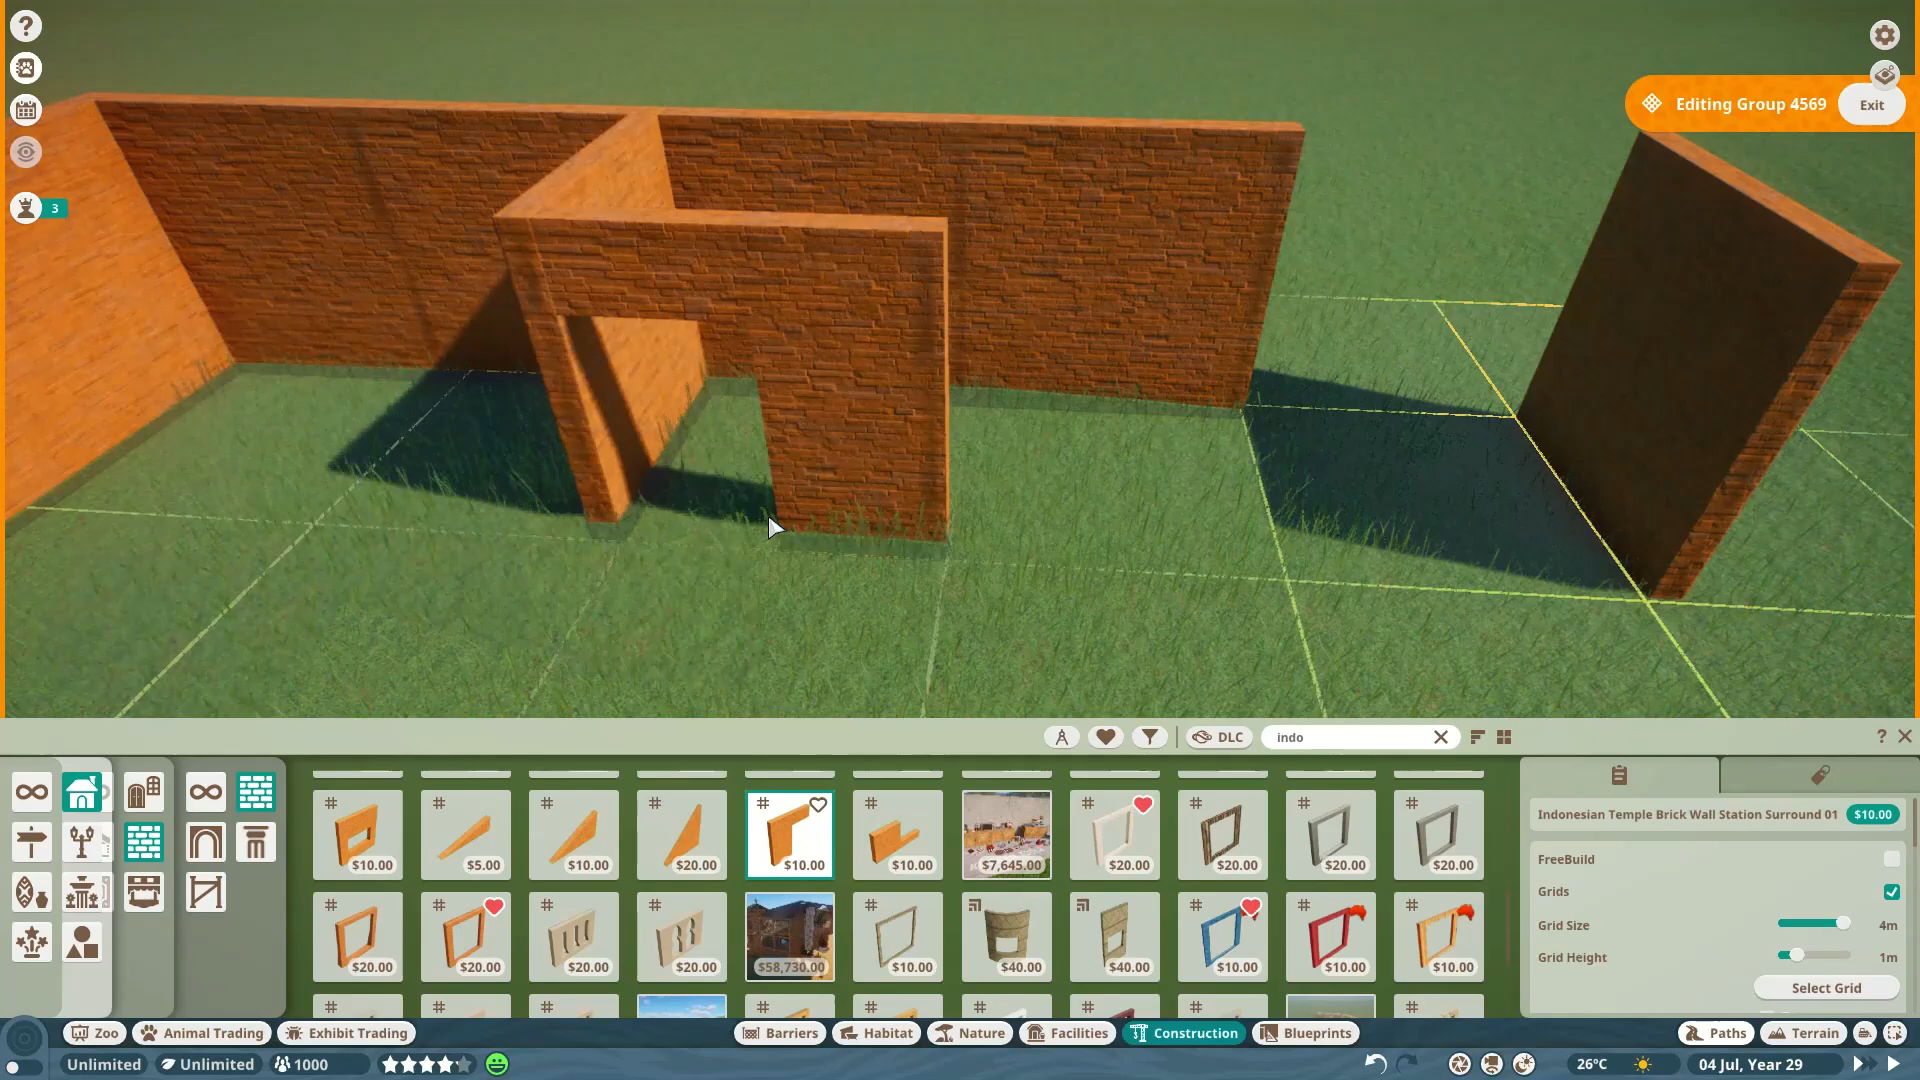 ?
3
Editing Group 4569
Exit
DLC
indo
?
$10.00
$5.00
$10.00
$20.00
$10.00
$10.00
$7,645.00
$20.00
$20.00
$20.00
$20.00
$20.00
$20.00
$20.00
$20.00
$58,730.00
$10.00
$40.00
$40.00
$10.00
$10.00
$10.00
Indonesian Temple Brick Wall Station Surround 01
$10.00
FreeBuild
Grids
Grid Size
4m
Grid Height
1m
Select Grid
Zoo
Animal Trading
Exhibit Trading
Barriers
Habitat
Nature
Facilities
Construction
Blueprints
Paths
Terrain
Unlimited
Unlimited
1000
26°C
04 Jul, Year 29